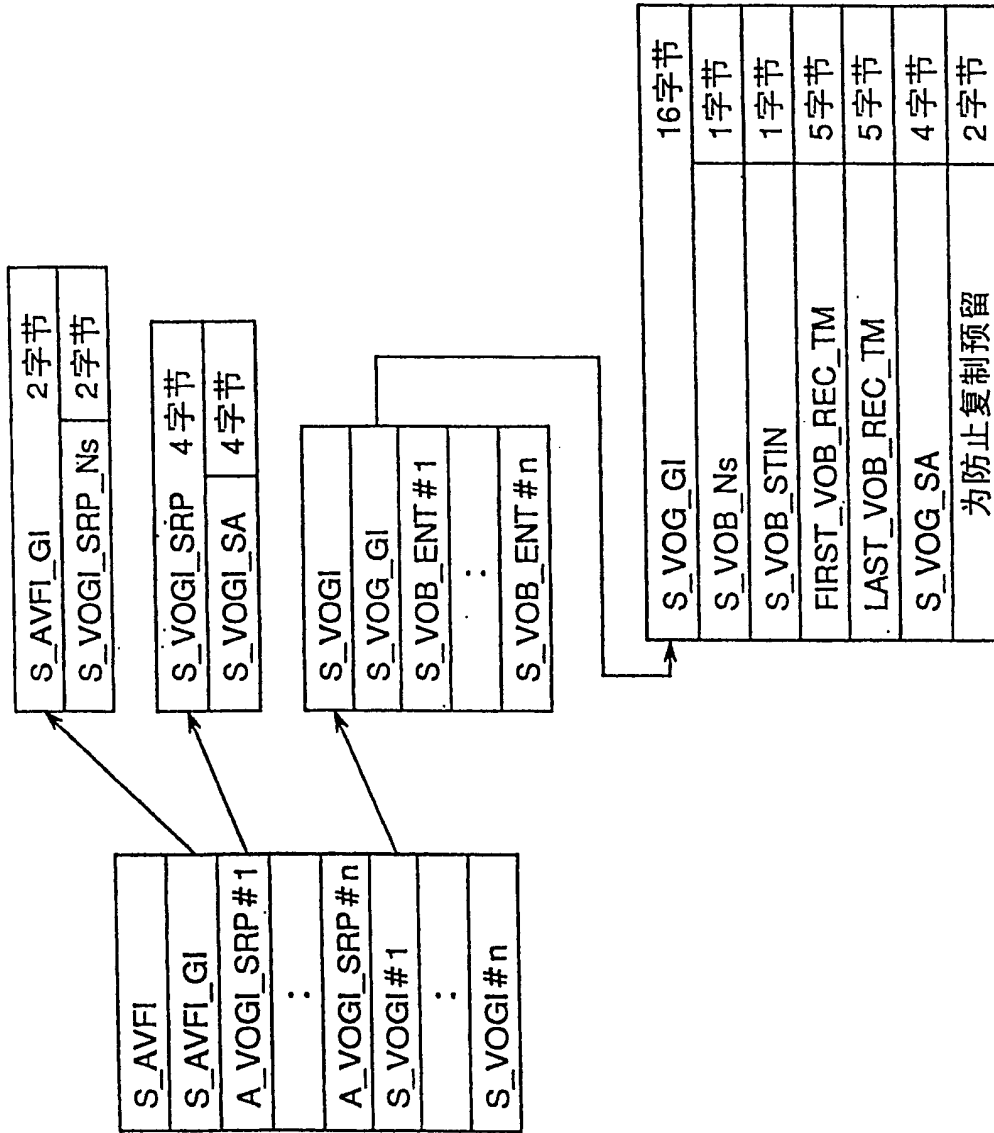 S_AVFI
S_AVFI_GI
A_VOGI_SRP#1
:
A_VOGI_SRP#n
S_VOGI#1
:
S_VOGI#n
S_AVFI_GI 2字节
S_VOGI_SRP_Ns 2字节
S_VOGI_SRP 4字节
S_VOGI_SA 4字节
S_VOGI
S_VOG_GI
S_VOB_ENT#1
:
S_VOB_ENT#n
S_VOG_GI 16字节
S_VOB_Ns 1字节
S_VOB_STIN 1字节
FIRST_VOB_REC_TM 5字节
LAST_VOB_REC_TM 5字节
S_VOG_SA 4字节
为防止复制预留 2字节